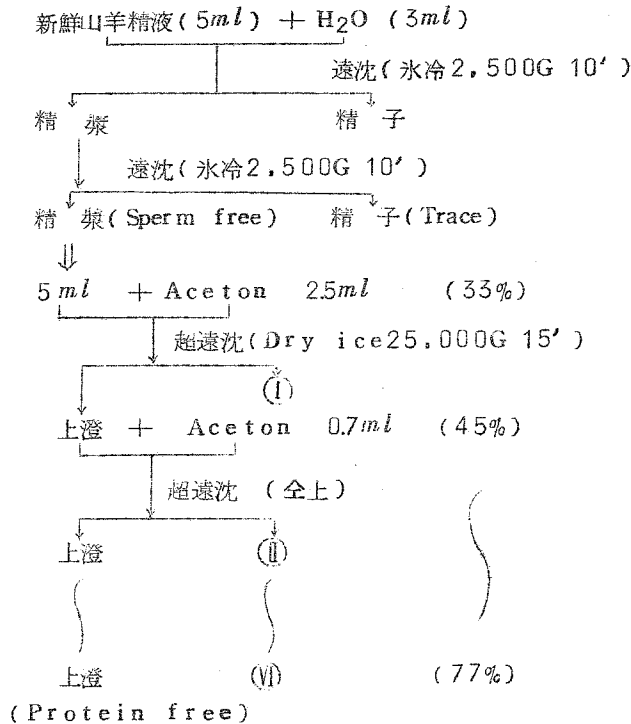 新鮮山羊精液(5ml) + H2O (3ml)
遠沈(氷冷2,500G 10′)
精 漿 精 子
遠沈(氷冷2,500G 10′)
精 漿(Sperm free) 精 子(Trace)
5ml + Aceton 2.5ml (33%)
超遠沈(Dry ice25,000G 15′)
Ⅰ
上澄 + Aceton 0.7ml (45%)
超遠沈 (仝上)
上澄 Ⅱ
上澄 Ⅵ (77%)
(Protein free)